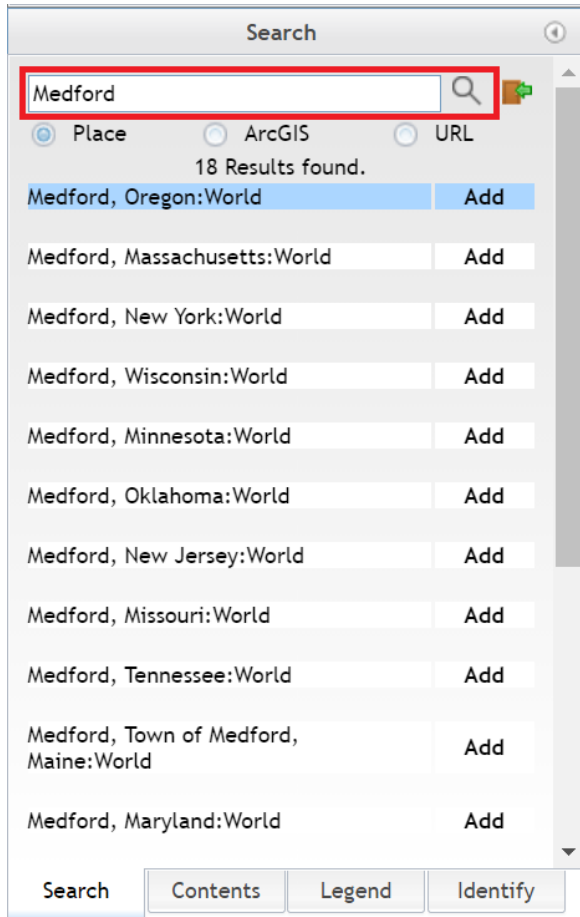 Search
Medford
Place ArcGIS URL
18 Results found.
Medford, Oregon:World Add
Medford, Massachusetts:World Add
Medford, New York:World Add
Medford, Wisconsin:World Add
Medford, Minnesota:World Add
Medford, Oklahoma:World Add
Medford, New Jersey:World Add
Medford, Missouri:World Add
Medford, Tennessee:World Add
Medford, Town of Medford,
Maine:World Add
Medford, Maryland:World Add
Search Contents Legend Identify